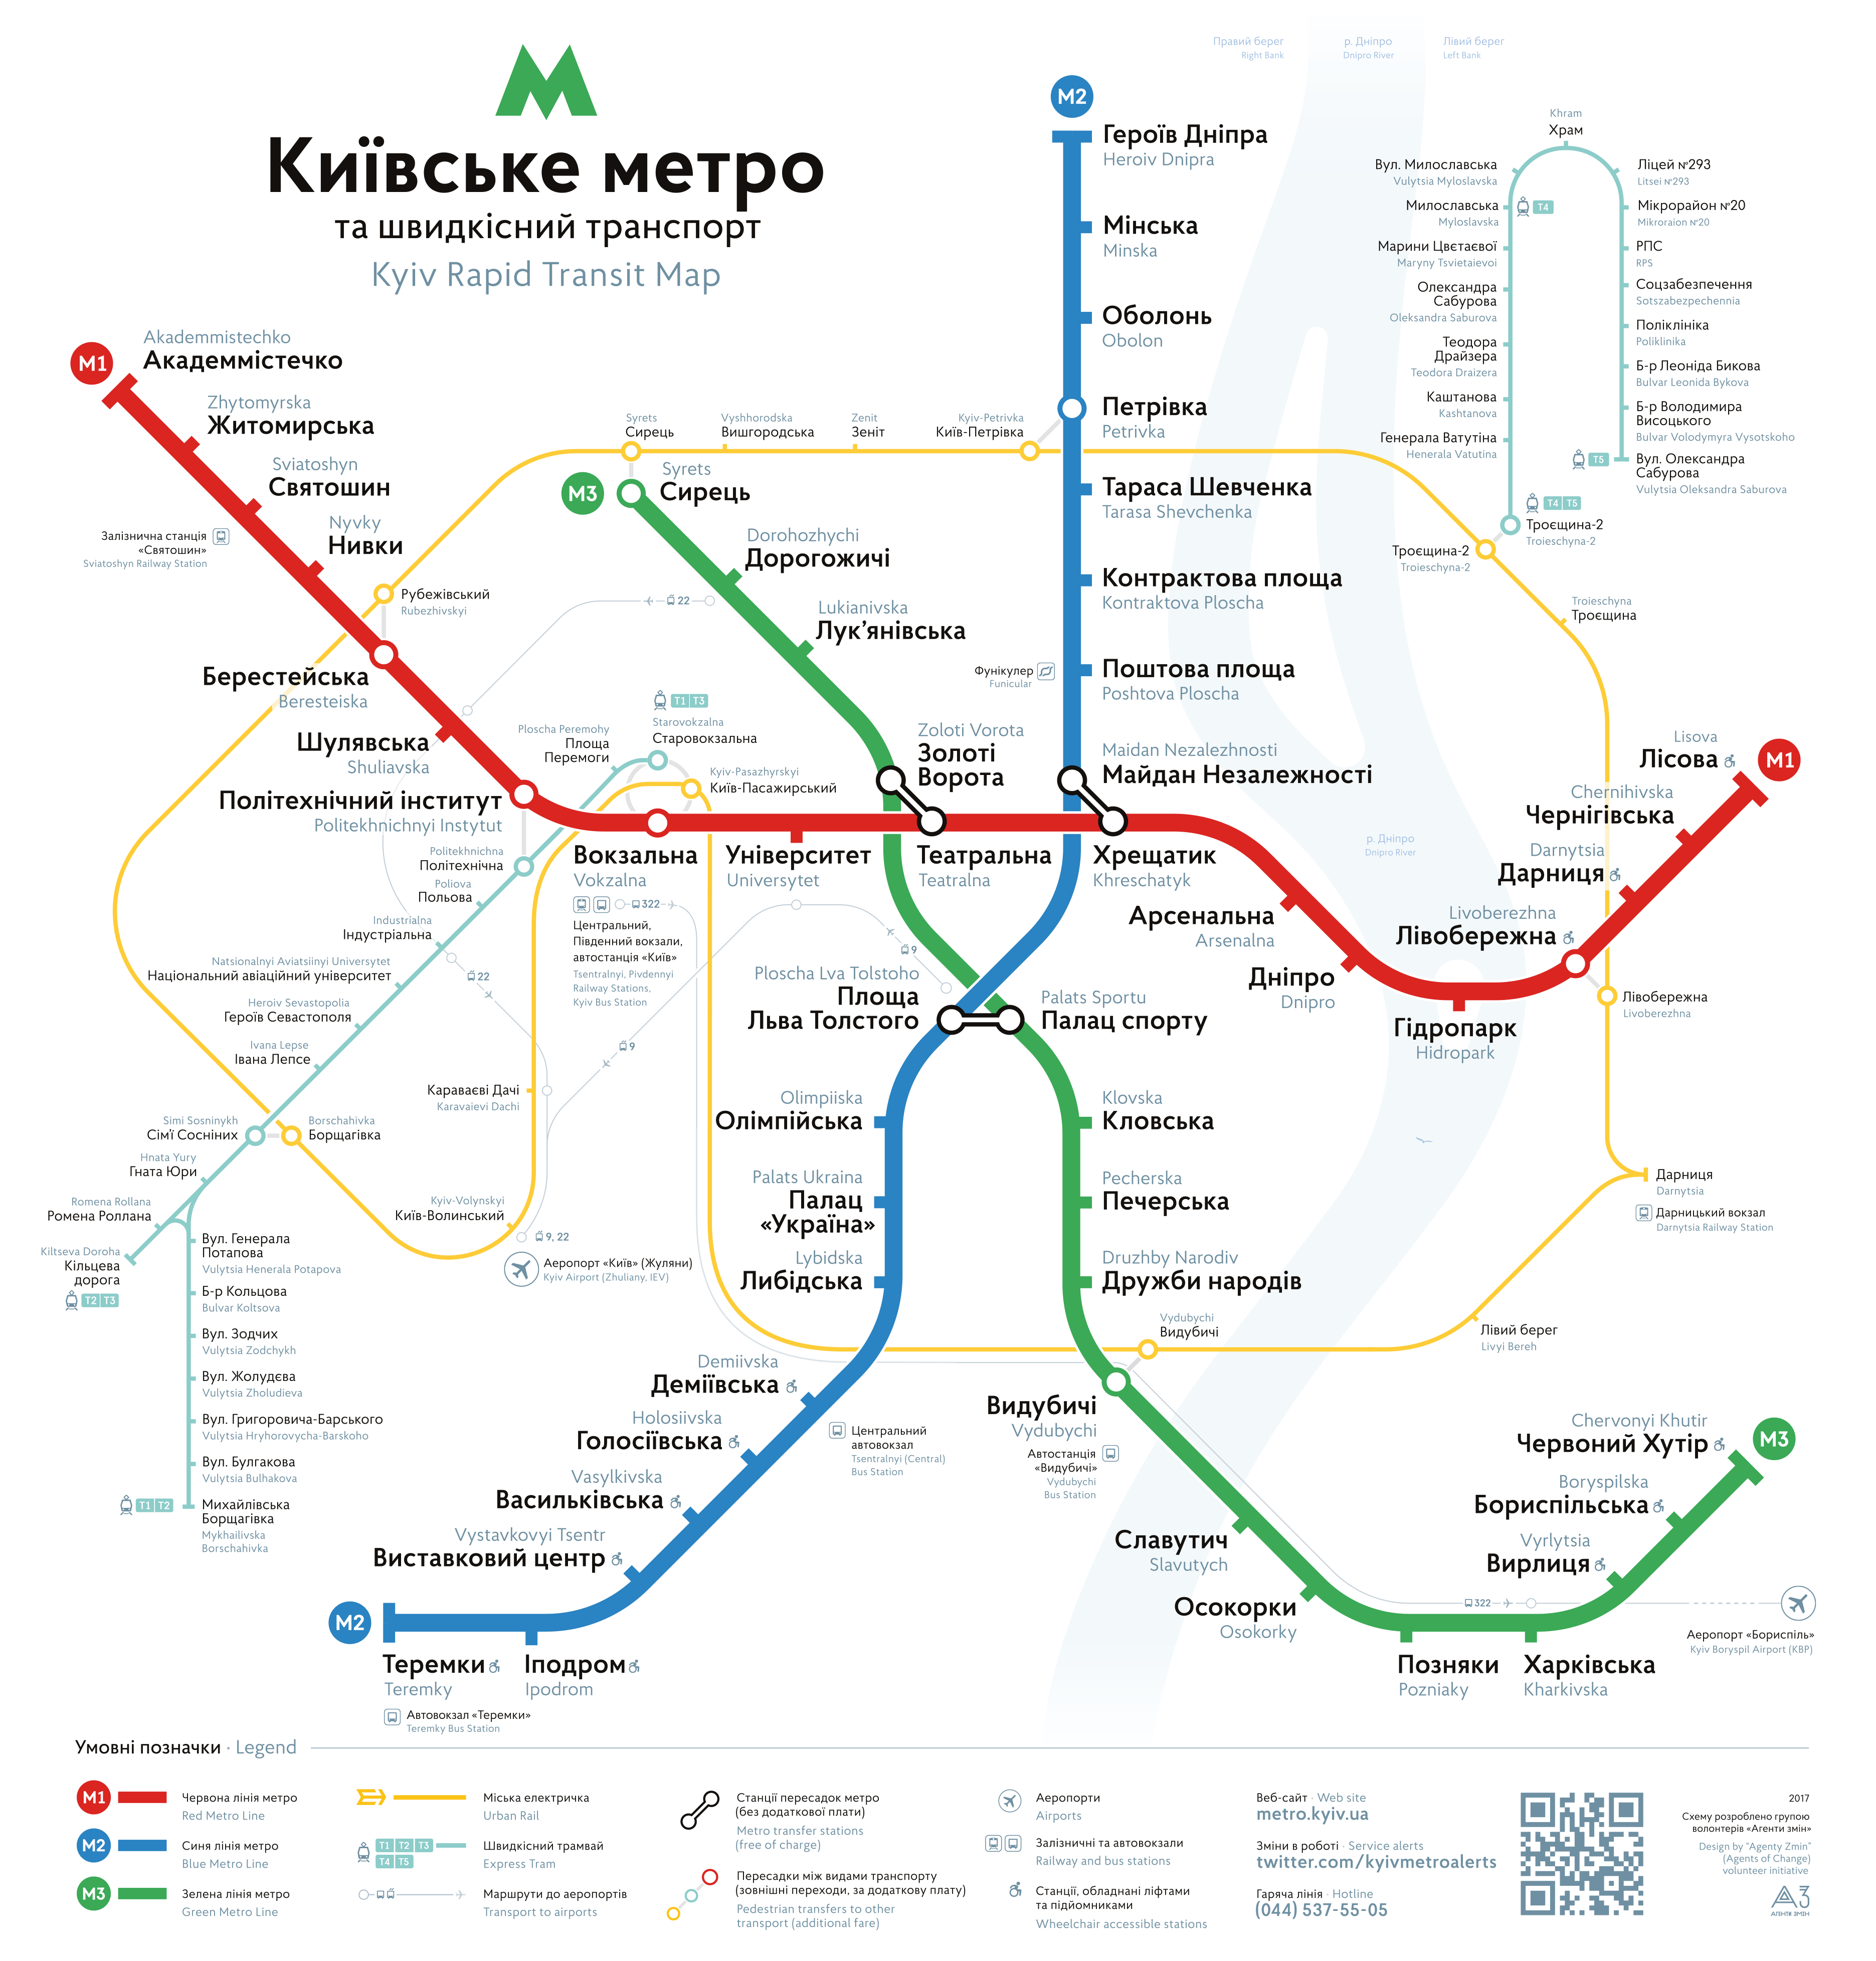 Правий берег
Right Bank
р. Дніпро
Dnipro River
Лівий берег
Left Bank
Київське метро
та швидкісний транспорт
Kyiv Rapid Transit Map
M2
Героїв Дніпра
Heroiv Dnipra
Мінська
Minska
Оболонь
Obolon
Петрівка
Petrivka
Тараса Шевченка
Tarasa Shevchenka
Контрактова площа
Kontraktova Ploscha
Поштова площа
Poshtova Ploscha
Фунікулер
Funicular
Maidan Nezalezhnosti
Майдан Незалежності
Khram
Храм
Вул. Милославська
Vulytsia Myloslavska
Милославська
Myloslavska
T4
Марини Цвєтаєвої
Maryny Tsvietaievoi
Олександра
Сабурова
Oleksandra Saburova
Теодора
Драйзера
Teodora Draizera
Каштанова
Kashtanova
Генерала Ватутіна
Henerala Vatutina
Ліцей №293
Litsei №293
Мікрорайон №20
Mikroraion №20
РПС
RPS
Соцзабезпечення
Sotszabezpechennia
Поліклініка
Poliklinika
Б-р Леоніда Бикова
Bulvar Leonida Bykova
Б-р Володимира
Висоцького
Bulvar Volodymyra Vysotskoho
T5
Вул. Олександра
Сабурова
Vulytsia Oleksandra Saburova
T4 T5
Троєщина-2
Troieschyna-2
Троєщина-2
Troieschyna-2
Troieschyna
Троєщина
M1
Akademmistechko
Академмістечко
Zhytomyrska
Житомирська
Sviatoshyn
Святошин
Залізнична станція
«Святошин»
Sviatoshyn Railway Station
Nyvky
Нивки
Рубежівський
Rubezhivskyi
Берестейська
Beresteiska
Шулявська
Shuliavska
Політехнічний інститут
Politekhnichnyi Instytut
Syrets
Сирець
Vyshhorodska
Вишгородська
Zenit
Зеніт
Kyiv-Petrivka
Київ-Петрівка
M3
Syrets
Сирець
Dorohozhychi
Дорогожичі
Lukianivska
Лук’янівська
22
Zoloti Vorota
Золоті
Ворота
T1 T3
Starovokzalna
Старовокзальна
Ploscha Peremohy
Площа
Перемоги
Kyiv-Pasazhyrskyi
Київ-Пасажирський
Politekhnichna
Політехнічна
Poliova
Польова
Industrialna
Індустріальна
Natsionalnyi Aviatsiinyi Universytet
Національний авіаційний університет
22
Heroiv Sevastopolia
Героїв Севастополя
Ivana Lepse
Івана Лепсе
Simi Sosninykh
Сім'ї Сосніних
Borschahivka
Борщагівка
Hnata Yury
Гната Юри
Romena Rollana
Ромена Роллана
Kiltseva Doroha
Кільцева
дорога
T2 T3
Вул. Генерала
Потапова
Vulytsia Henerala Potapova
Б-р Кольцова
Bulvar Koltsova
Вул. Зодчих
Vulytsia Zodchykh
Вул. Жолудєва
Vulytsia Zholudieva
Вул. Григоровича-Барського
Vulytsia Hryhorovycha-Barskoho
Вул. Булгакова
Vulytsia Bulhakova
T1 T2
Михайлівська
Борщагівка
Mykhailivska
Borschahivka
Вокзальна
Vokzalna
322
Центральний,
Південний вокзали,
автостанція «Київ»
Tsentralnyi, Pivdennyi
Railway Stations,
Kyiv Bus Station
Університет
Universytet
Театральна
Teatralna
Хрещатик
Khreschatyk
Арсенальна
Arsenalna
Дніпро
Dnipro
Гідропарк
Hidropark
р. Дніпро
Dnipro River
Livoberezhna
Лівобережна
Darnytsia
Дарниця
Chernihivska
Чернігівська
Lisova
Лісова
M1
Лівобережна
Livoberezhna
Дарниця
Darnytsia
Дарницький вокзал
Darnytsia Railway Station
Лівий берег
Livyi Bereh
9
9
Караваєві Дачі
Karavaievi Dachi
Kyiv-Volynskyi
Київ-Волинський
9, 22
Аеропорт «Київ» (Жуляни)
Kyiv Airport (Zhuliany, IEV)
Ploscha Lva Tolstoho
Площа
Льва Толстого
Palats Sportu
Палац спорту
Olimpiiska
Олімпійська
Klovska
Кловська
Palats Ukraina
Палац
«Україна»
Pecherska
Печерська
Lybidska
Либідська
Druzhby Narodiv
Дружби народів
Vydubychi
Видубичі
Demiivska
Деміївська
Центральний
автовокзал
Tsentralnyi (Central)
Bus Station
Holosiivska
Голосіївська
Vasylkivska
Васильківська
Vystavkovyi Tsentr
Виставковий центр
M2
Теремки
Teremky
Іподром
Ipodrom
Автовокзал «Теремки»
Teremky Bus Station
Видубичі
Vydubychi
Автостанція
«Видубичі»
Vydubychi
Bus Station
Славутич
Slavutych
Осокорки
Osokorky
Позняки
Pozniaky
Харківська
Kharkivska
Vyrlytsia
Вирлиця
Boryspilska
Бориспільська
Chervonyi Khutir
Червоний Хутір
M3
322
Аеропорт «Бориспіль»
Kyiv Boryspil Airport (KBP)
Умовні позначки · Legend
M1
Червона лінія метро
Red Metro Line
M2
Синя лінія метро
Blue Metro Line
M3
Зелена лінія метро
Green Metro Line
Міська електричка
Urban Rail
T1 T2 T3
T4 T5
Швидкісний трамвай
Express Tram
Маршрути до аеропортів
Transport to airports
Станції пересадок метро
(без додаткової плати)
Metro transfer stations
(free of charge)
Пересадки між видами транспорту
(зовнішні переходи, за додаткову плату)
Pedestrian transfers to other
transport (additional fare)
Аеропорти
Airports
Залізничні та автовокзали
Railway and bus stations
Станції, обладнані ліфтами
та підйомниками
Wheelchair accessible stations
Веб-сайт · Web site
metro.kyiv.ua
Зміни в роботі · Service alerts
twitter.com/kyivmetroalerts
Гаряча лінія · Hotline
(044) 537-55-05
2017
Схему розроблено групою
волонтерів «Агенти змін»
Design by “Agenty Zmin”
(Agents of Change)
volunteer initiative
АГЕНТИ ЗМІН